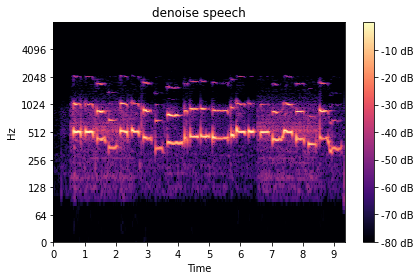 denoise speech
Hz
4096
2048
1024
512
256
128
64
0
0 1 2 3 4 5 6 7 8 9
Time
-10 dB
-20 dB
-30 dB
-40 dB
-50 dB
-60 dB
-70 dB
-80 dB